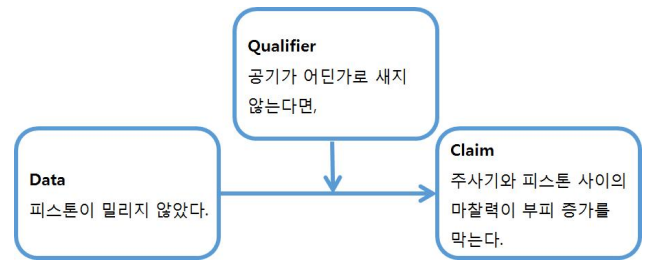 Qualifier
공기가 어딘가로 새지
않는다면,
Data
피스톤이 밀리지 않았다.
Claim
주사기와 피스톤 사이의
마찰력이 부피 증가를
막는다.